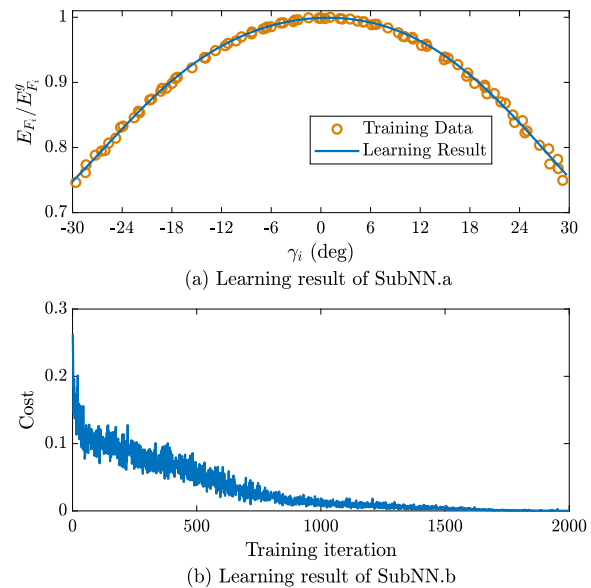 1
0.9
0.8
0.7
E_{F_i}/E^g_{F_i}
Training Data
Learning Result
-30 -24 -18 -12 -6 0 6 12 18 24 30
γ_i (deg)
(a) Learning result of SubNN.a
0.3
0.2
0.1
0
Cost
0 500 1000 1500 2000
Training iteration
(b) Learning result of SubNN.b